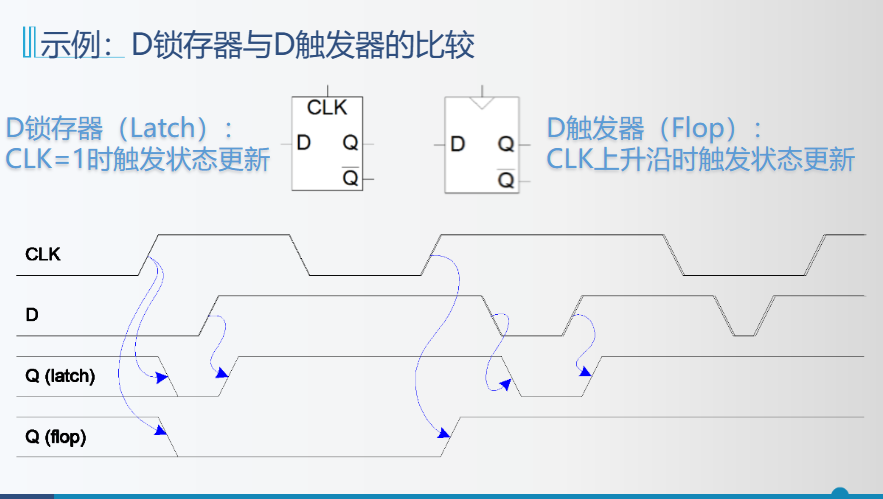 示例：D锁存器与D触发器的比较
D锁存器（Latch）：
CLK=1时触发状态更新
CLK
D Q
Q
D Q
Q
D触发器（Flop）：
CLK上升沿时触发状态更新
CLK
D
Q (latch)
Q (flop)